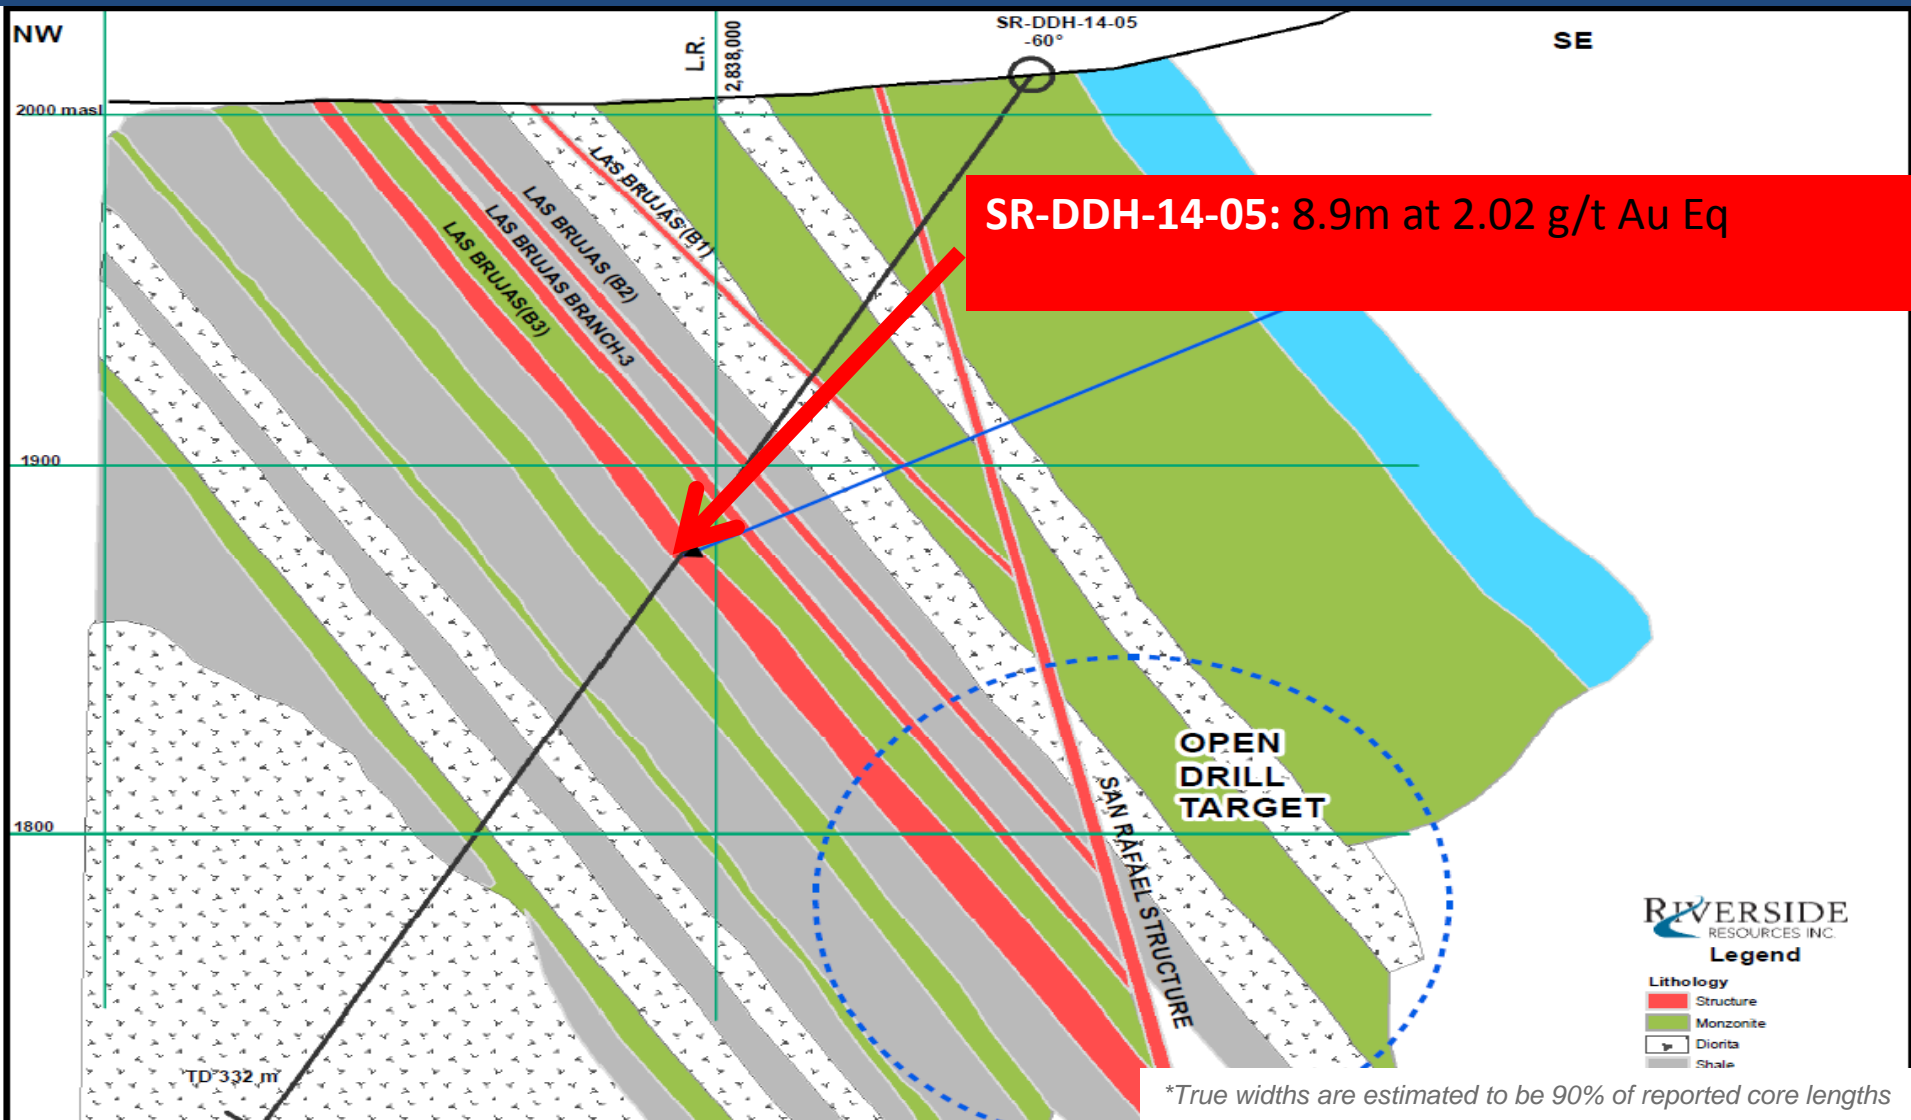 NW
SR-DDH-14-05
-60°
SE
L.R.
2,838,000
2000 masl
LAS BRUJAS (B1)
LAS BRUJAS (B2)
LAS BRUJAS BRANCH-3
LAS BRUJAS(B3)
SR-DDH-14-05: 8.9m at 2.02 g/t Au Eq
1900
OPEN
DRILL
TARGET
SAN RAFAEL STRUCTURE
1800
TD 332 m
RIVERSIDE
RESOURCES INC.
Legend
Lithology
Structure
Monzonite
Diorita
Shale
*True widths are estimated to be 90% of reported core lengths